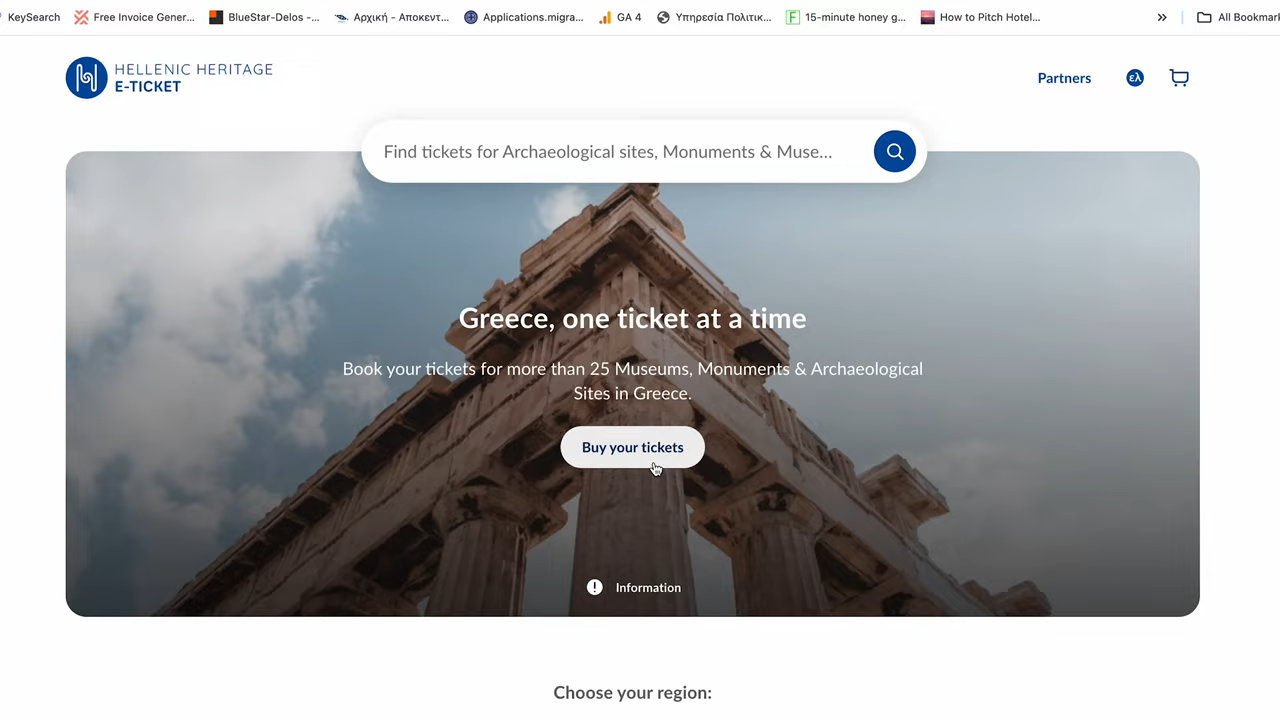 KeySearch
Free Invoice Gener...
BlueStar-Delos -...
Αρχική - Αποκεντ...
Applications.migra...
GA 4
Υπηρεσία Πολιτικ...
15-minute honey g...
How to Pitch Hotel...
»
All Bookmar
HELLENIC HERITAGE
E-TICKET
Partners
ελ
Find tickets for Archaeological sites, Monuments & Muse...
Greece, one ticket at a time
Book your tickets for more than 25 Museums, Monuments & Archaeological
Sites in Greece.
Buy your tickets
Information
Choose your region: